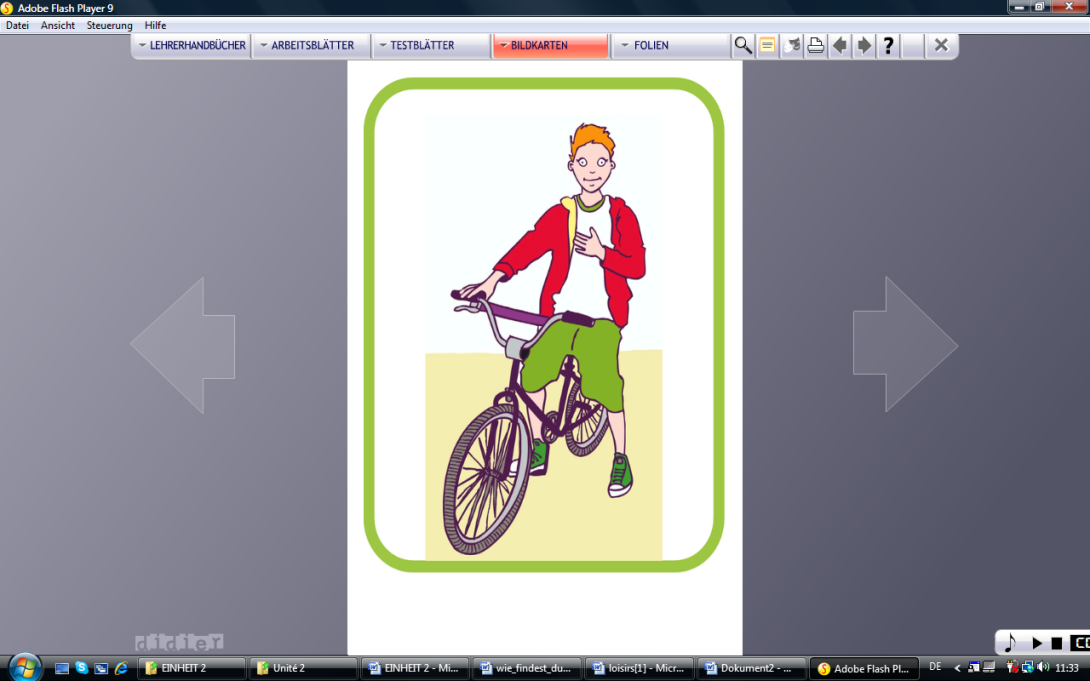 Adobe Flash Player 9
Datei Ansicht Steuerung Hilfe
LEHRERHANDBÜCHER ARBEITSBLÄTTER TESTBLÄTTER BILDKARTEN FOLIEN
?
didier
EINHEIT 2 Unité 2 EINHEIT 2 - Mi... wie_findest_du... loisirs[1] - Micr... Dokument2 - ... Adobe Flash Pl... DE 11:33